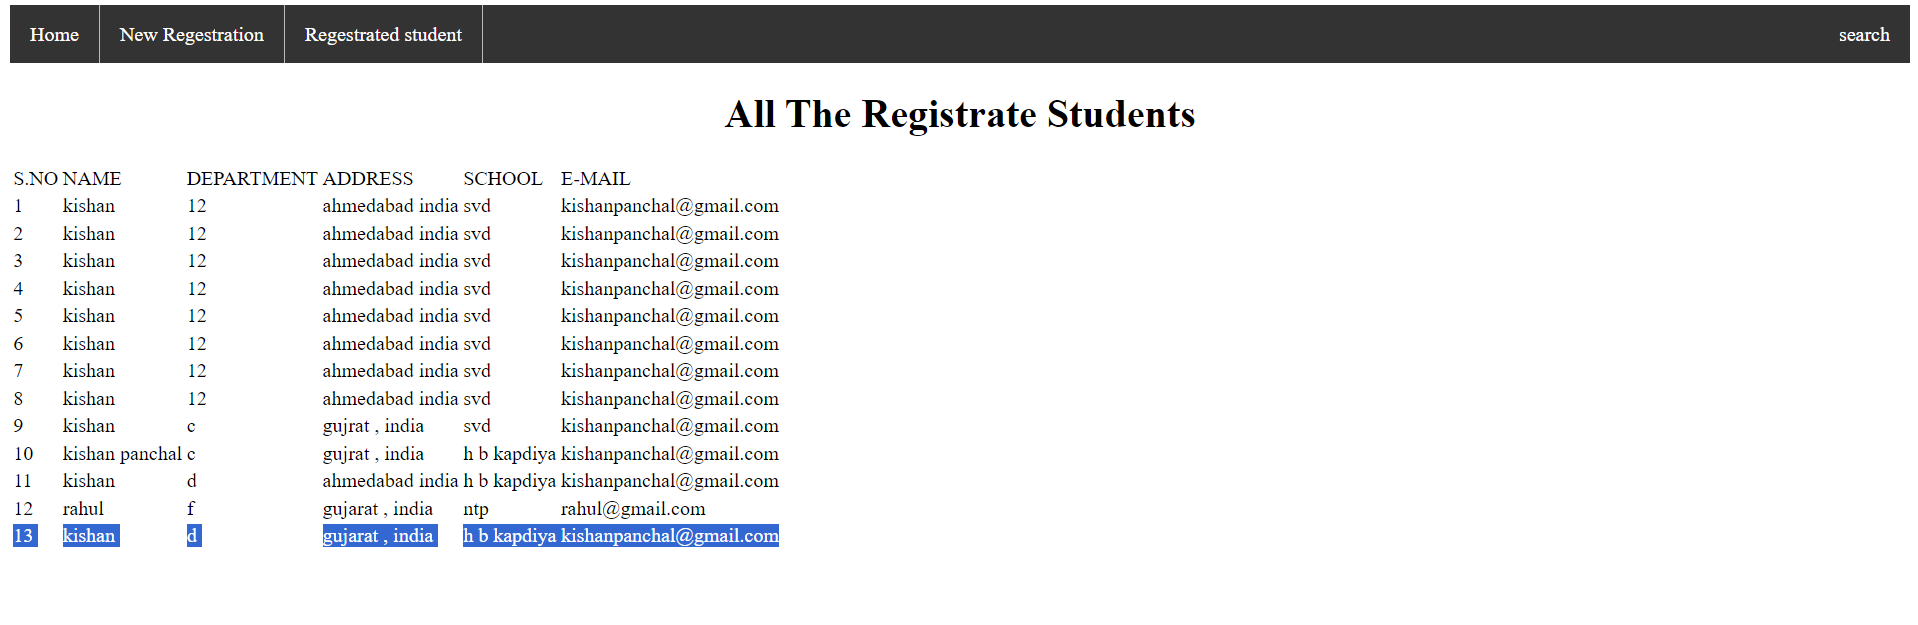 Home New Regestration Regestrated student search
All The Registrate Students
S.NO NAME DEPARTMENT ADDRESS SCHOOL E-MAIL
1 kishan 12 ahmedabad india svd kishanpanchal@gmail.com
2 kishan 12 ahmedabad india svd kishanpanchal@gmail.com
3 kishan 12 ahmedabad india svd kishanpanchal@gmail.com
4 kishan 12 ahmedabad india svd kishanpanchal@gmail.com
5 kishan 12 ahmedabad india svd kishanpanchal@gmail.com
6 kishan 12 ahmedabad india svd kishanpanchal@gmail.com
7 kishan 12 ahmedabad india svd kishanpanchal@gmail.com
8 kishan 12 ahmedabad india svd kishanpanchal@gmail.com
9 kishan c gujrat , india svd kishanpanchal@gmail.com
10 kishan panchal c gujrat , india h b kapdiya kishanpanchal@gmail.com
11 kishan d ahmedabad india h b kapdiya kishanpanchal@gmail.com
12 rahul f gujarat , india ntp rahul@gmail.com
13 kishan d gujarat , india h b kapdiya kishanpanchal@gmail.com